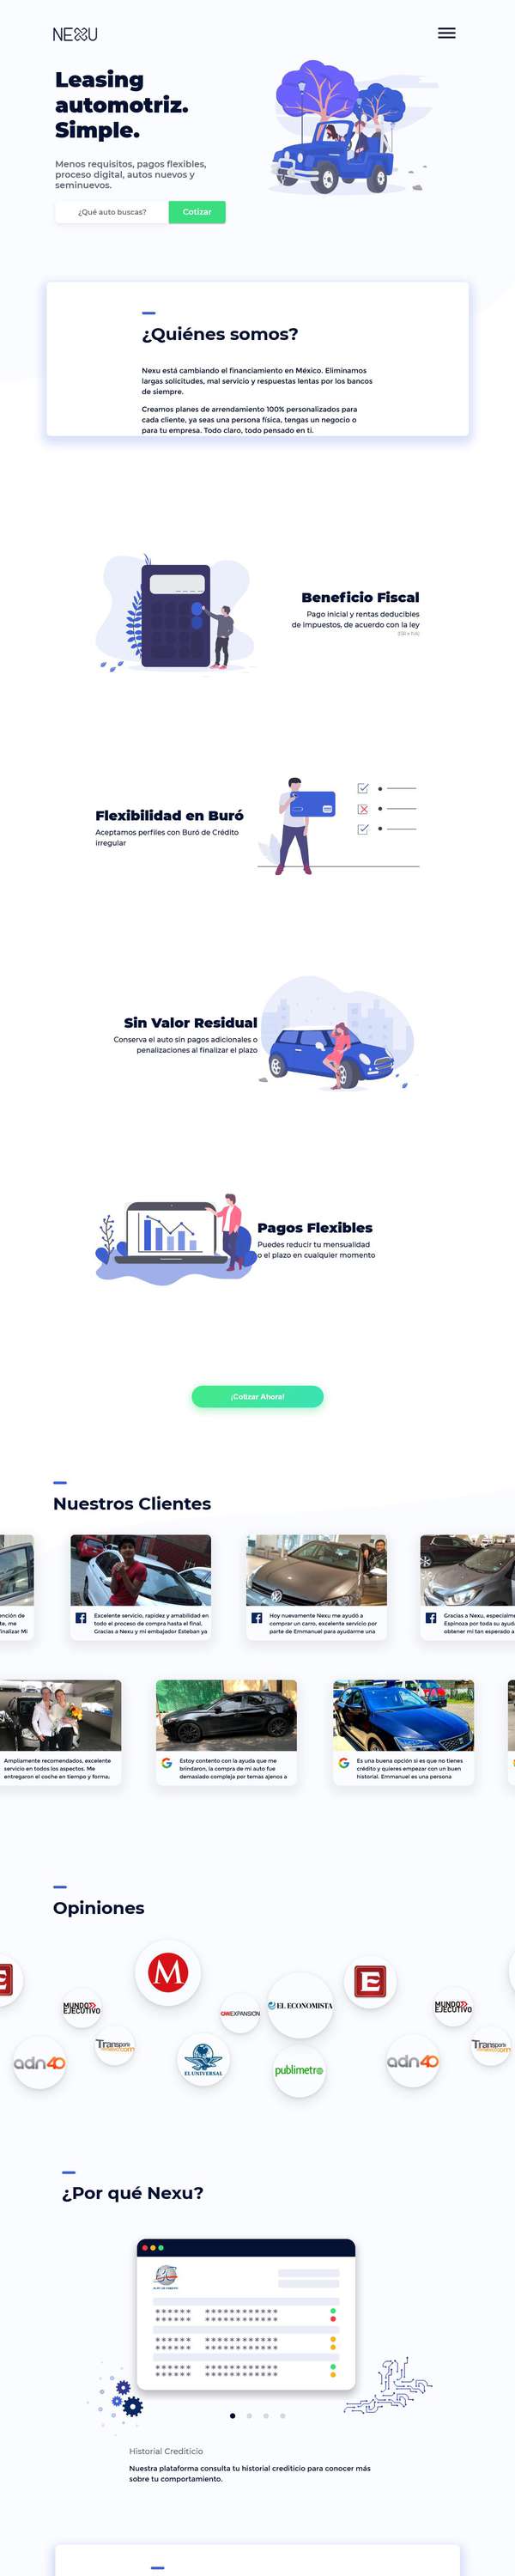 NEXU
Leasing
automotriz.
Simple.
Menos requisitos, pagos flexibles,
proceso digital, autos nuevos y
seminuevos.
¿Qué auto buscas?
Cotizar
¿Quiénes somos?
Nexu está cambiando el financiamiento en México. Eliminamos
largas solicitudes, mal servicio y respuestas lentas por los bancos
de siempre.
Creamos planes de arrendamiento 100% personalizados para
cada cliente, ya seas una persona física, tengas un negocio o
para tu empresa. Todo claro, todo pensado en ti.
Beneficio Fiscal
Pago inicial y rentas deducibles
de impuestos, de acuerdo con la ley
Flexibilidad en Buró
Aceptamos perfiles con Buró de Crédito
irregular
Sin Valor Residual
Conserva el auto sin pagos adicionales o
penalizaciones al finalizar el plazo
Pagos Flexibles
Puedes reducir tu mensualidad
o el plazo en cualquier momento
¡Cotizar Ahora!
Nuestros Clientes
Excelente servicio, rapidez y amabilidad en
todo el proceso de compra hasta el final.
Gracias a Nexu y mi embajador Esteban ya
Hoy nuevamente Nexu me ayudó a
comprar un carro, excelente servicio por
parte de Emmanuel para ayudarme una
Gracias a Nexu, especialme
Espinoza por toda su ayud
obtener mi tan esperado a
nción de
te, me
inalizar Mi
Ampliamente recomendados, excelente
servicio en todos los aspectos. Me
entregaron el coche en tiempo y forma.
Estoy contento con la ayuda que me
brindaron, la compra de mi auto fue
demasiado compleja por temas ajenos a
Es una buena opción si es que no tienes
crédito y quieres empezar con un buen
historial. Emmanuel es una persona
Opiniones
E
M
E
MUNDO
EJECUTIVO
CNNEXPANSION
EL ECONOMISTA
MUNDO
EJECUTIVO
adn40
Transporte
EL UNIVERSAL
publimetro
adn40
Transporte
¿Por qué Nexu?
****** ************
****** ************
****** ************
****** ************
****** ************
****** ************
Historial Crediticio
Nuestra plataforma consulta tu historial crediticio para conocer más
sobre tu comportamiento.